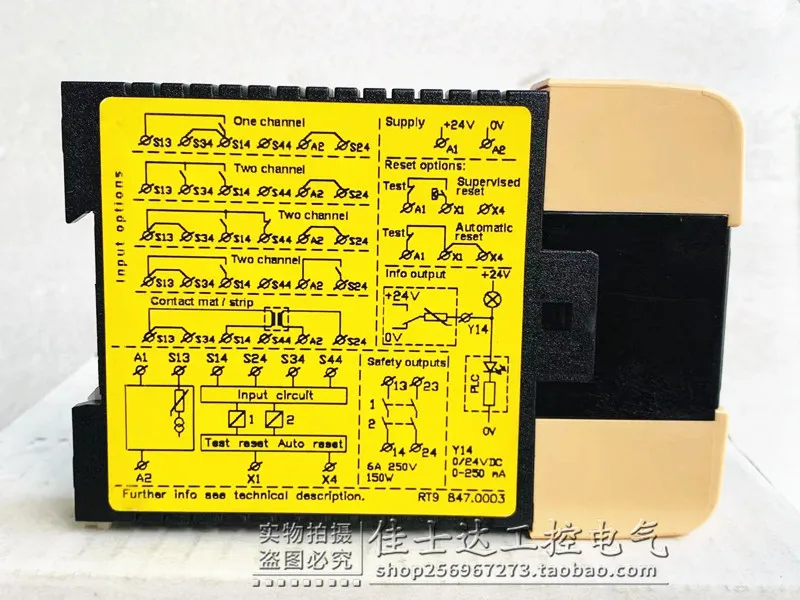 One channel
S13 S34 S14 S44 A2 S24
Two channel
S13 S34 S14 S44 A2 S24
Two channel
S13 S34 S14 S44 A2 S24
Two channel
S13 S34 S14 S44 A2 S24
Contact mat / strip
S13 S34 S14 S44 A2 S24
Input options
Supply +24V 0V
A1 A2
Reset options:
Test Supervised
reset
A1 X1 X4
Test Automatic
reset
A1 X1 X4
Info output +24V
+24V
0V
Y14
PLC
0V
A1 S13 S14 S24 S34 S44
Input circuit
1 2
Test reset Auto reset
A2 X1 X4
Safety outputs
13 23
1
2
14 24
6A 250V
150W
Y14
0/24VDC
0-250 mA
Further info see technical description. RT9 847.0003
实物拍摄
盗图必究
佳士达工控电气
shop256967273.taobao.com